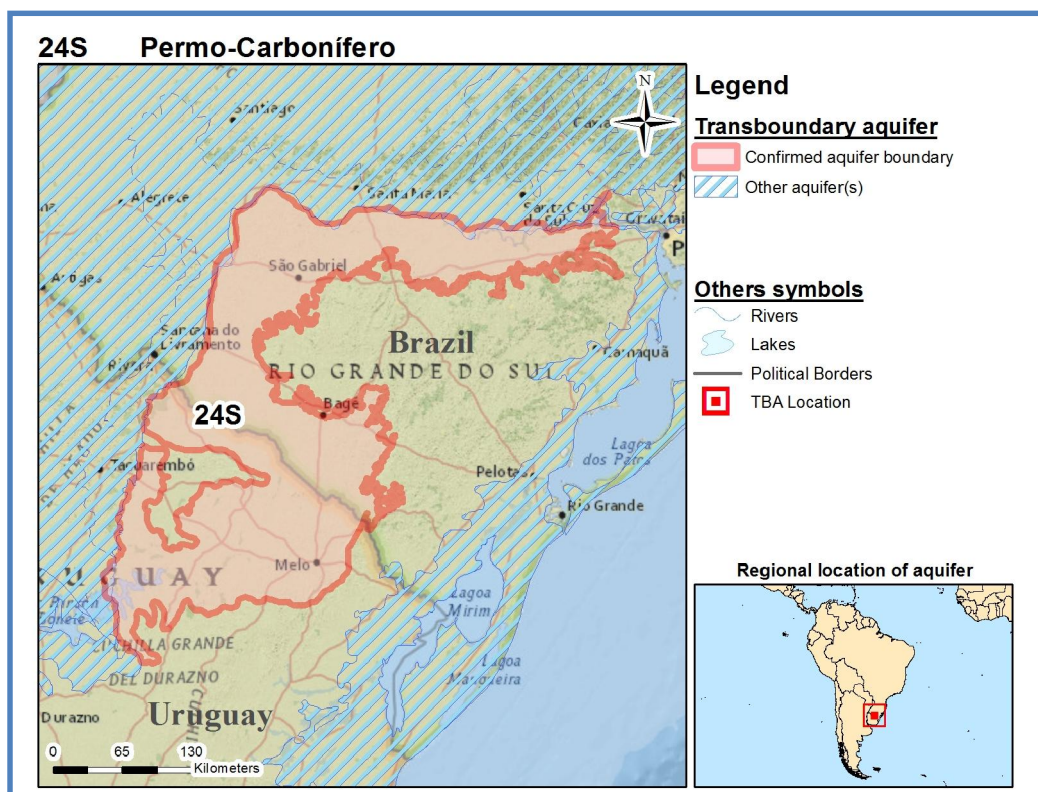 24S Permo-Carbonífero
N
Santiago
Alegrete
Santa Maria
Santa Cruz
do Sul
Gravataí
P
São Gabriel
Artigas
Santana do
Livramento
Rivera
Brazil
RIO GRANDE DO SUL
Camaquã
Bagé
24S
Lagoa
dos Patos
Tacuarembó
Pelotas
Rio Grande
Melo
UGUAY
Lagoa
Mirim
CUCHILLA GRANDE
DEL DURAZNO
Lagoa
Mangueira
Durazno
Uruguay
0 65 130
Kilometers
Legend
Transboundary aquifer
Confirmed aquifer boundary
Other aquifer(s)
Others symbols
Rivers
Lakes
Political Borders
TBA Location
Regional location of aquifer